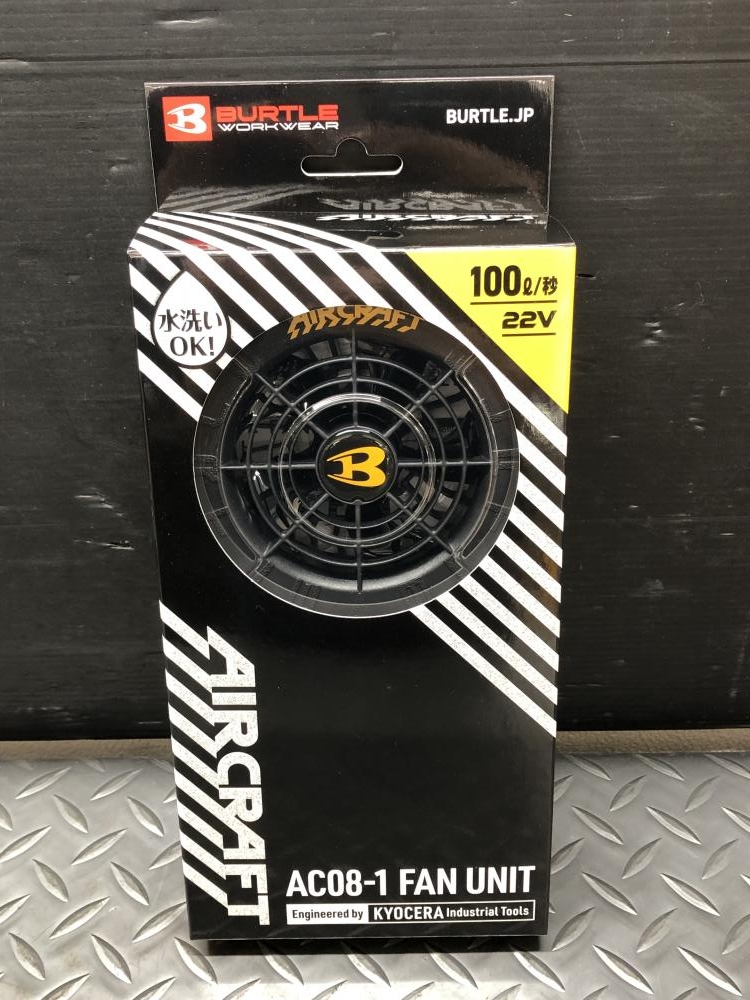 BURTLE
WORKWEAR
BURTLE.JP
AIRCRAFT
100ℓ/秒
22V
水洗い
OK!
AIRCRAFT
B
AIRCRAFT
AC08-1 FAN UNIT
Engineered by KYOCERA Industrial Tools